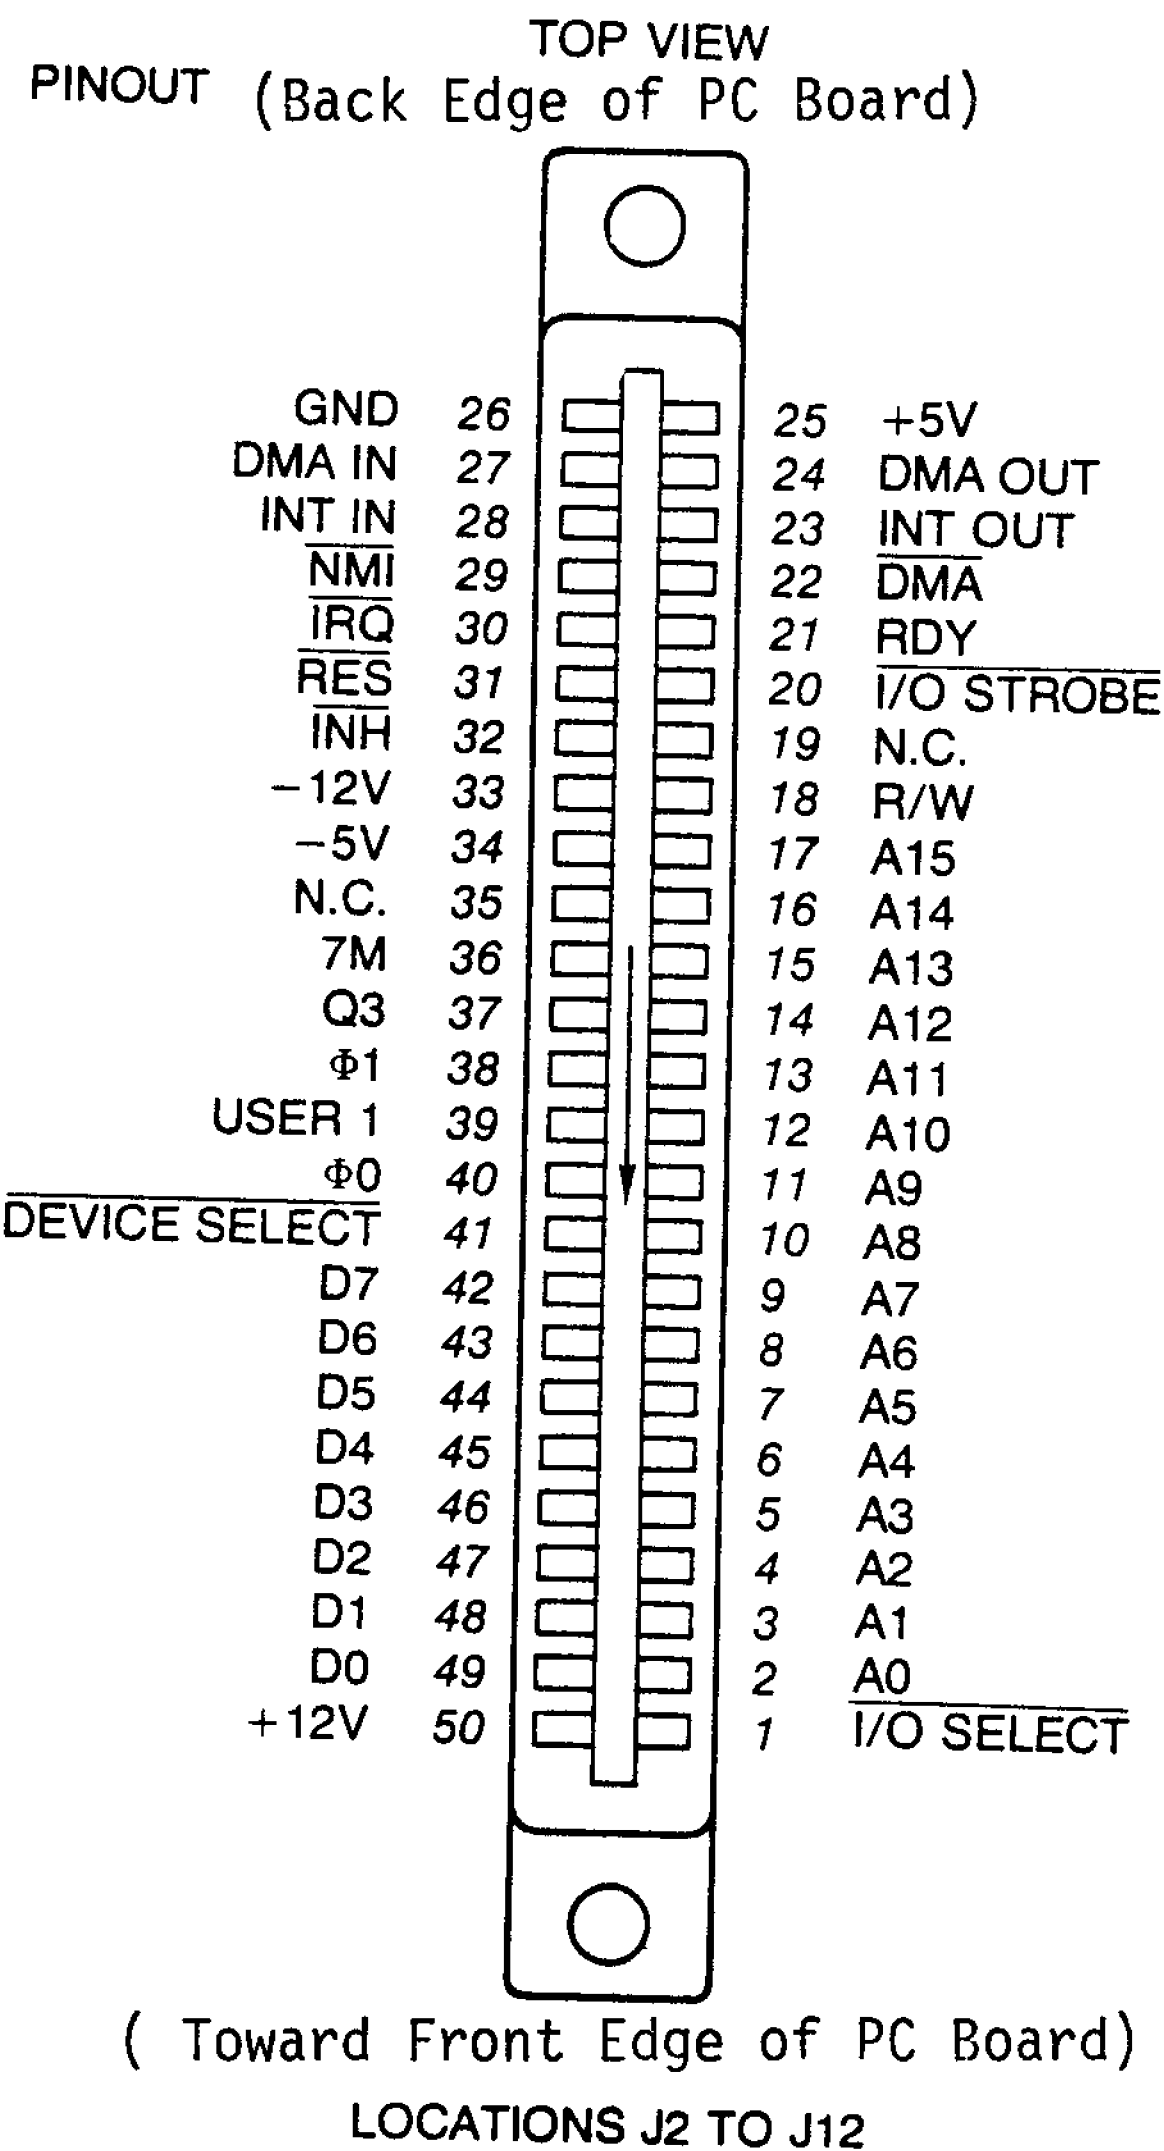 TOP VIEW
PINOUT (Back Edge of PC Board)
GND 26 25 +5V
DMA IN 27 24 DMA OUT
INT IN 28 23 INT OUT
NMI 29 22 DMA
IRQ 30 21 RDY
RES 31 20 I/O STROBE
INH 32 19 N.C.
-12V 33 18 R/W
-5V 34 17 A15
N.C. 35 16 A14
7M 36 15 A13
Q3 37 14 A12
Φ1 38 13 A11
USER 1 39 12 A10
Φ0 40 11 A9
DEVICE SELECT 41 10 A8
D7 42 9 A7
D6 43 8 A6
D5 44 7 A5
D4 45 6 A4
D3 46 5 A3
D2 47 4 A2
D1 48 3 A1
D0 49 2 A0
+12V 50 1 I/O SELECT
( Toward Front Edge of PC Board)
LOCATIONS J2 TO J12